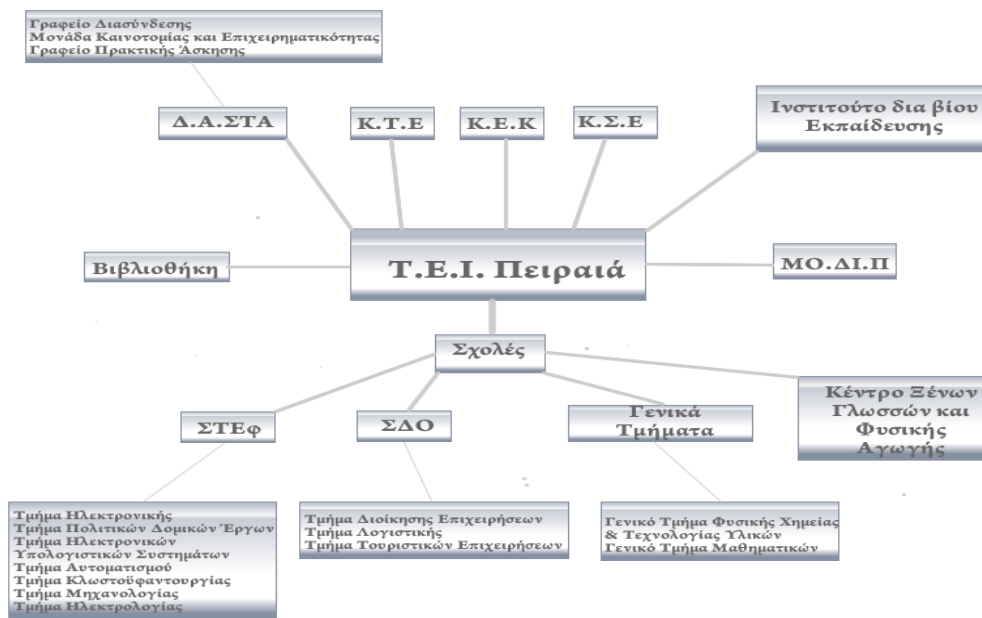 Γραφείο Διασύνδεσης
Μονάδα Καινοτομίας και Επιχειρηματικότητας
Γραφείο Πρακτικής Άσκησης
Δ.Α.ΣΤΑ
Κ.Τ.Ε
Κ.Ε.Κ
Κ.Σ.Ε
Ινστιτούτο δια βίου
Εκπαίδευσης
Βιβλιοθήκη
Τ.Ε.Ι. Πειραιά
ΜΟ.ΔΙ.Π
Σχολές
ΣΤΕφ
ΣΔΟ
Γενικά
Τμήματα
Κέντρο Ξένων
Γλωσσών και
Φυσικής
Αγωγής
Τμήμα Ηλεκτρονικής
Τμήμα Πολιτικών Δομικών Έργων
Τμήμα Ηλεκτρονικών
Υπολογιστικών Συστημάτων
Τμήμα Αυτοματισμού
Τμήμα Κλωστοϋφαντουργίας
Τμήμα Μηχανολογίας
Τμήμα Ηλεκτρολογίας
Τμήμα Διοίκησης Επιχειρήσεων
Τμήμα Λογιστικής
Τμήμα Τουριστικών Επιχειρήσεων
Γενικό Τμήμα Φυσικής Χημείας
& Τεχνολογίας Υλικών
Γενικό Τμήμα Μαθηματικών